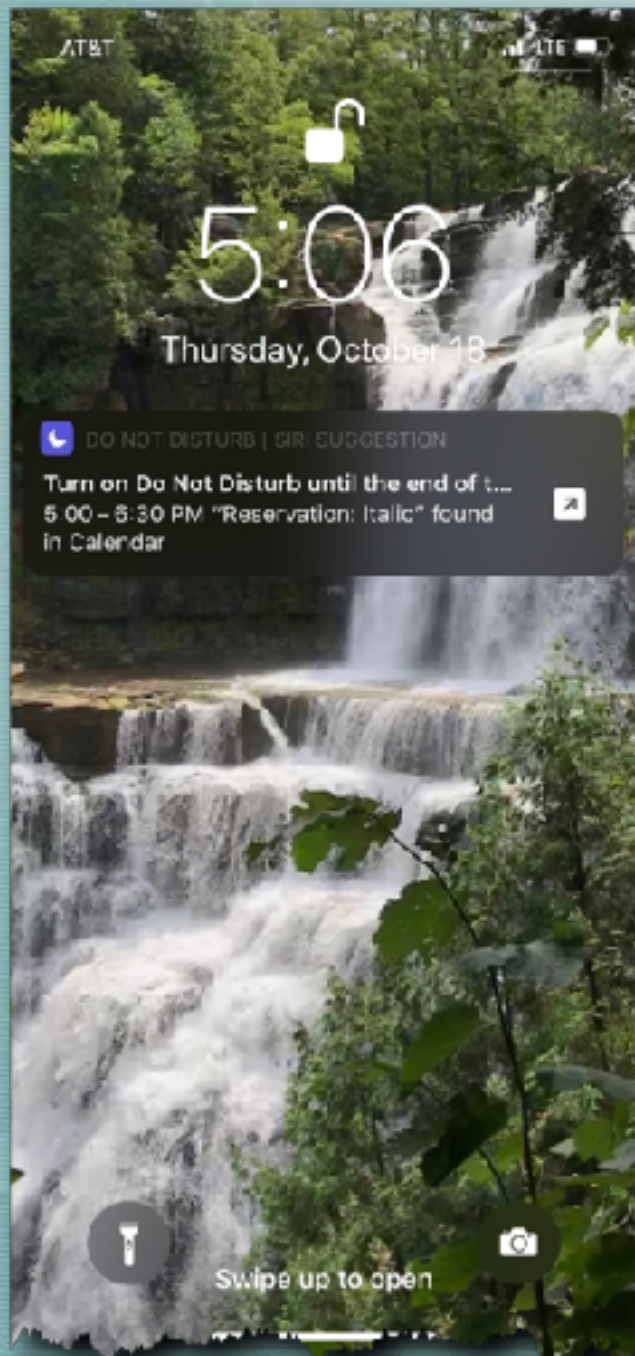 AT&T LTE
5:06
Thursday, October 18
DO NOT DISTURB | SIRI SUGGESTION
Turn on Do Not Disturb until the end of t...
5:00 – 6:30 PM “Reservation: Italic” found
in Calendar
Swipe up to open